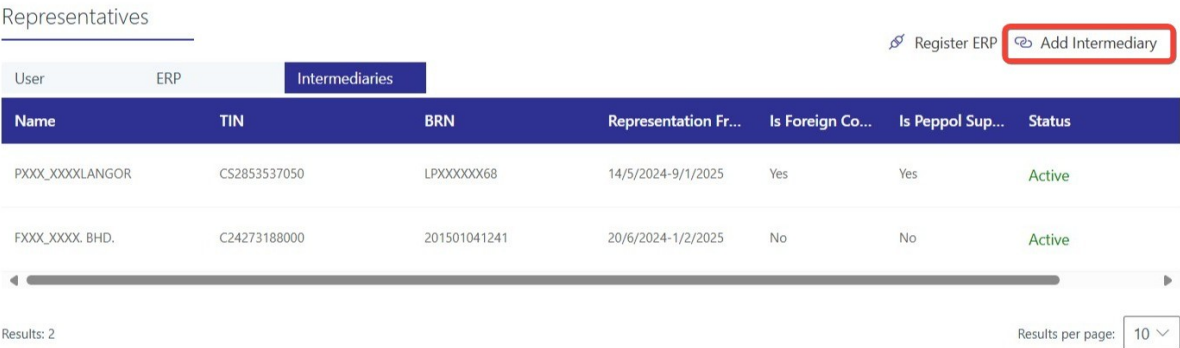 Representatives
Register ERP Add Intermediary
User ERP Intermediaries
Name TIN BRN Representation Fr... Is Foreign Co... Is Peppol Sup... Status
PXXX_XXXXLANGOR CS2853537050 LPXXXXXX68 14/5/2024-9/1/2025 Yes Yes Active
FXXX_XXXX. BHD. C24273188000 201501041241 20/6/2024-1/2/2025 No No Active
Results: 2 Results per page: 10